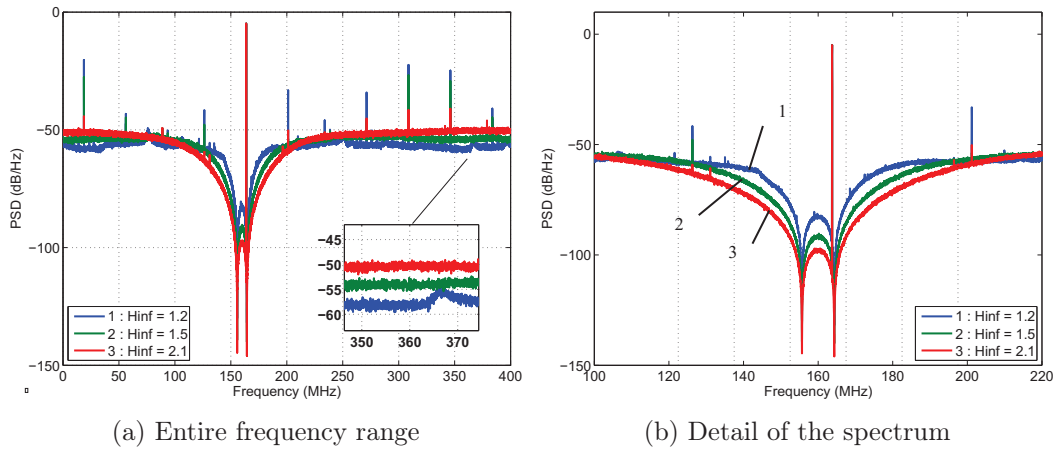 0
−50
−100
−150
PSD (dB/Hz)
−45
−50
−55
−60
350 360 370
1 : Hinf = 1.2
2 : Hinf = 1.5
3 : Hinf = 2.1
0 50 100 150 200 250 300 350 400
Frequency (MHz)
(a) Entire frequency range
0
−50
−100
−150
PSD (dB/Hz)
1
2
3
1 : Hinf = 1.2
2 : Hinf = 1.5
3 : Hinf = 2.1
100 120 140 160 180 200 220
Frequency (MHz)
(b) Detail of the spectrum